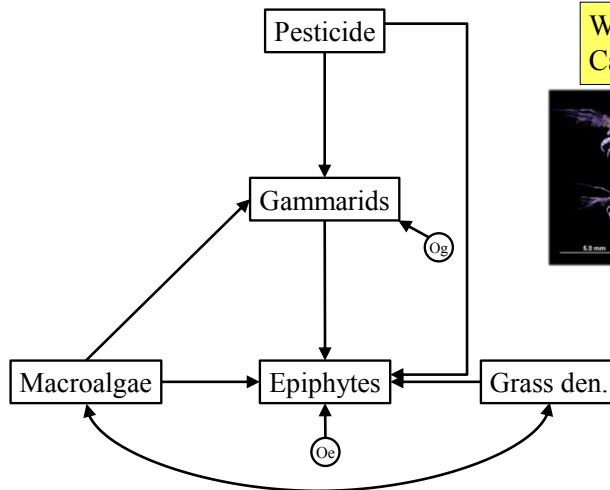 Pesticide
Gammarids
Og
5.0 mm
Macroalgae
Epiphytes
Grass den.
Oe